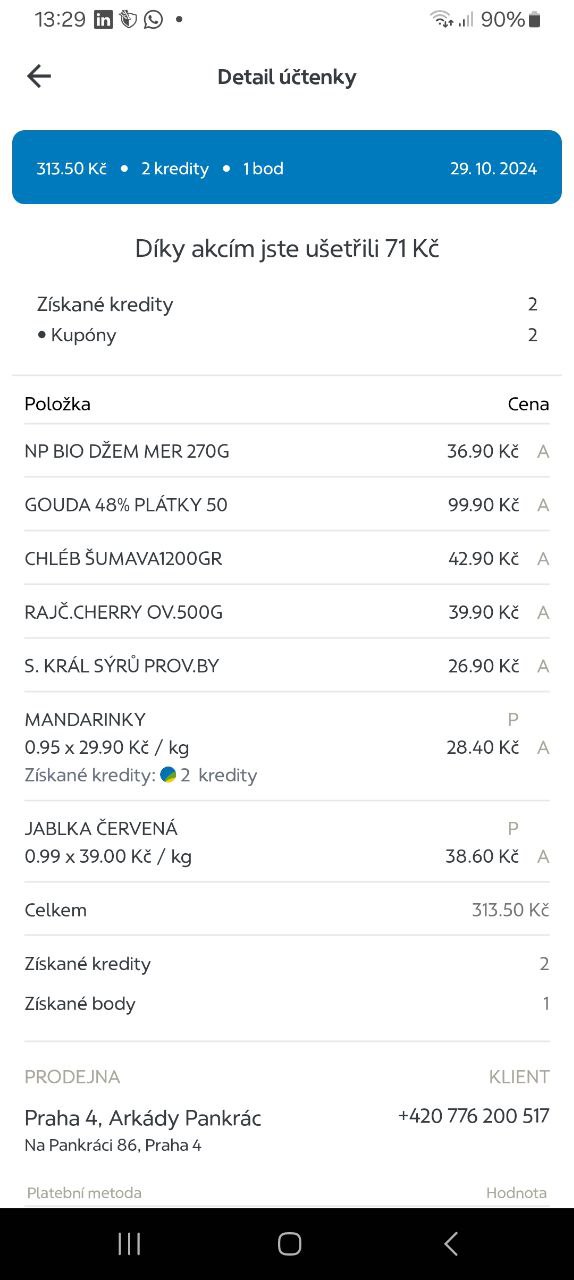 13:29 90%
Detail účtenky
313.50 Kč • 2 kredity • 1 bod 29. 10. 2024
Díky akcím jste ušetřili 71 Kč
Získané kredity 2
• Kupóny 2
Položka Cena
NP BIO DŽEM MER 270G 36.90 Kč A
GOUDA 48% PLÁTKY 50 99.90 Kč A
CHLÉB ŠUMAVA1200GR 42.90 Kč A
RAJČ.CHERRY OV.500G 39.90 Kč A
S. KRÁL SÝRŮ PROV.BY 26.90 Kč A
MANDARINKY P
0.95 x 29.90 Kč / kg 28.40 Kč A
Získané kredity: 2 kredity
JABLKA ČERVENÁ P
0.99 x 39.00 Kč / kg 38.60 Kč A
Celkem 313.50 Kč
Získané kredity 2
Získané body 1
PRODEJNA KLIENT
Praha 4, Arkády Pankrác +420 776 200 517
Na Pankráci 86, Praha 4
Platební metoda Hodnota